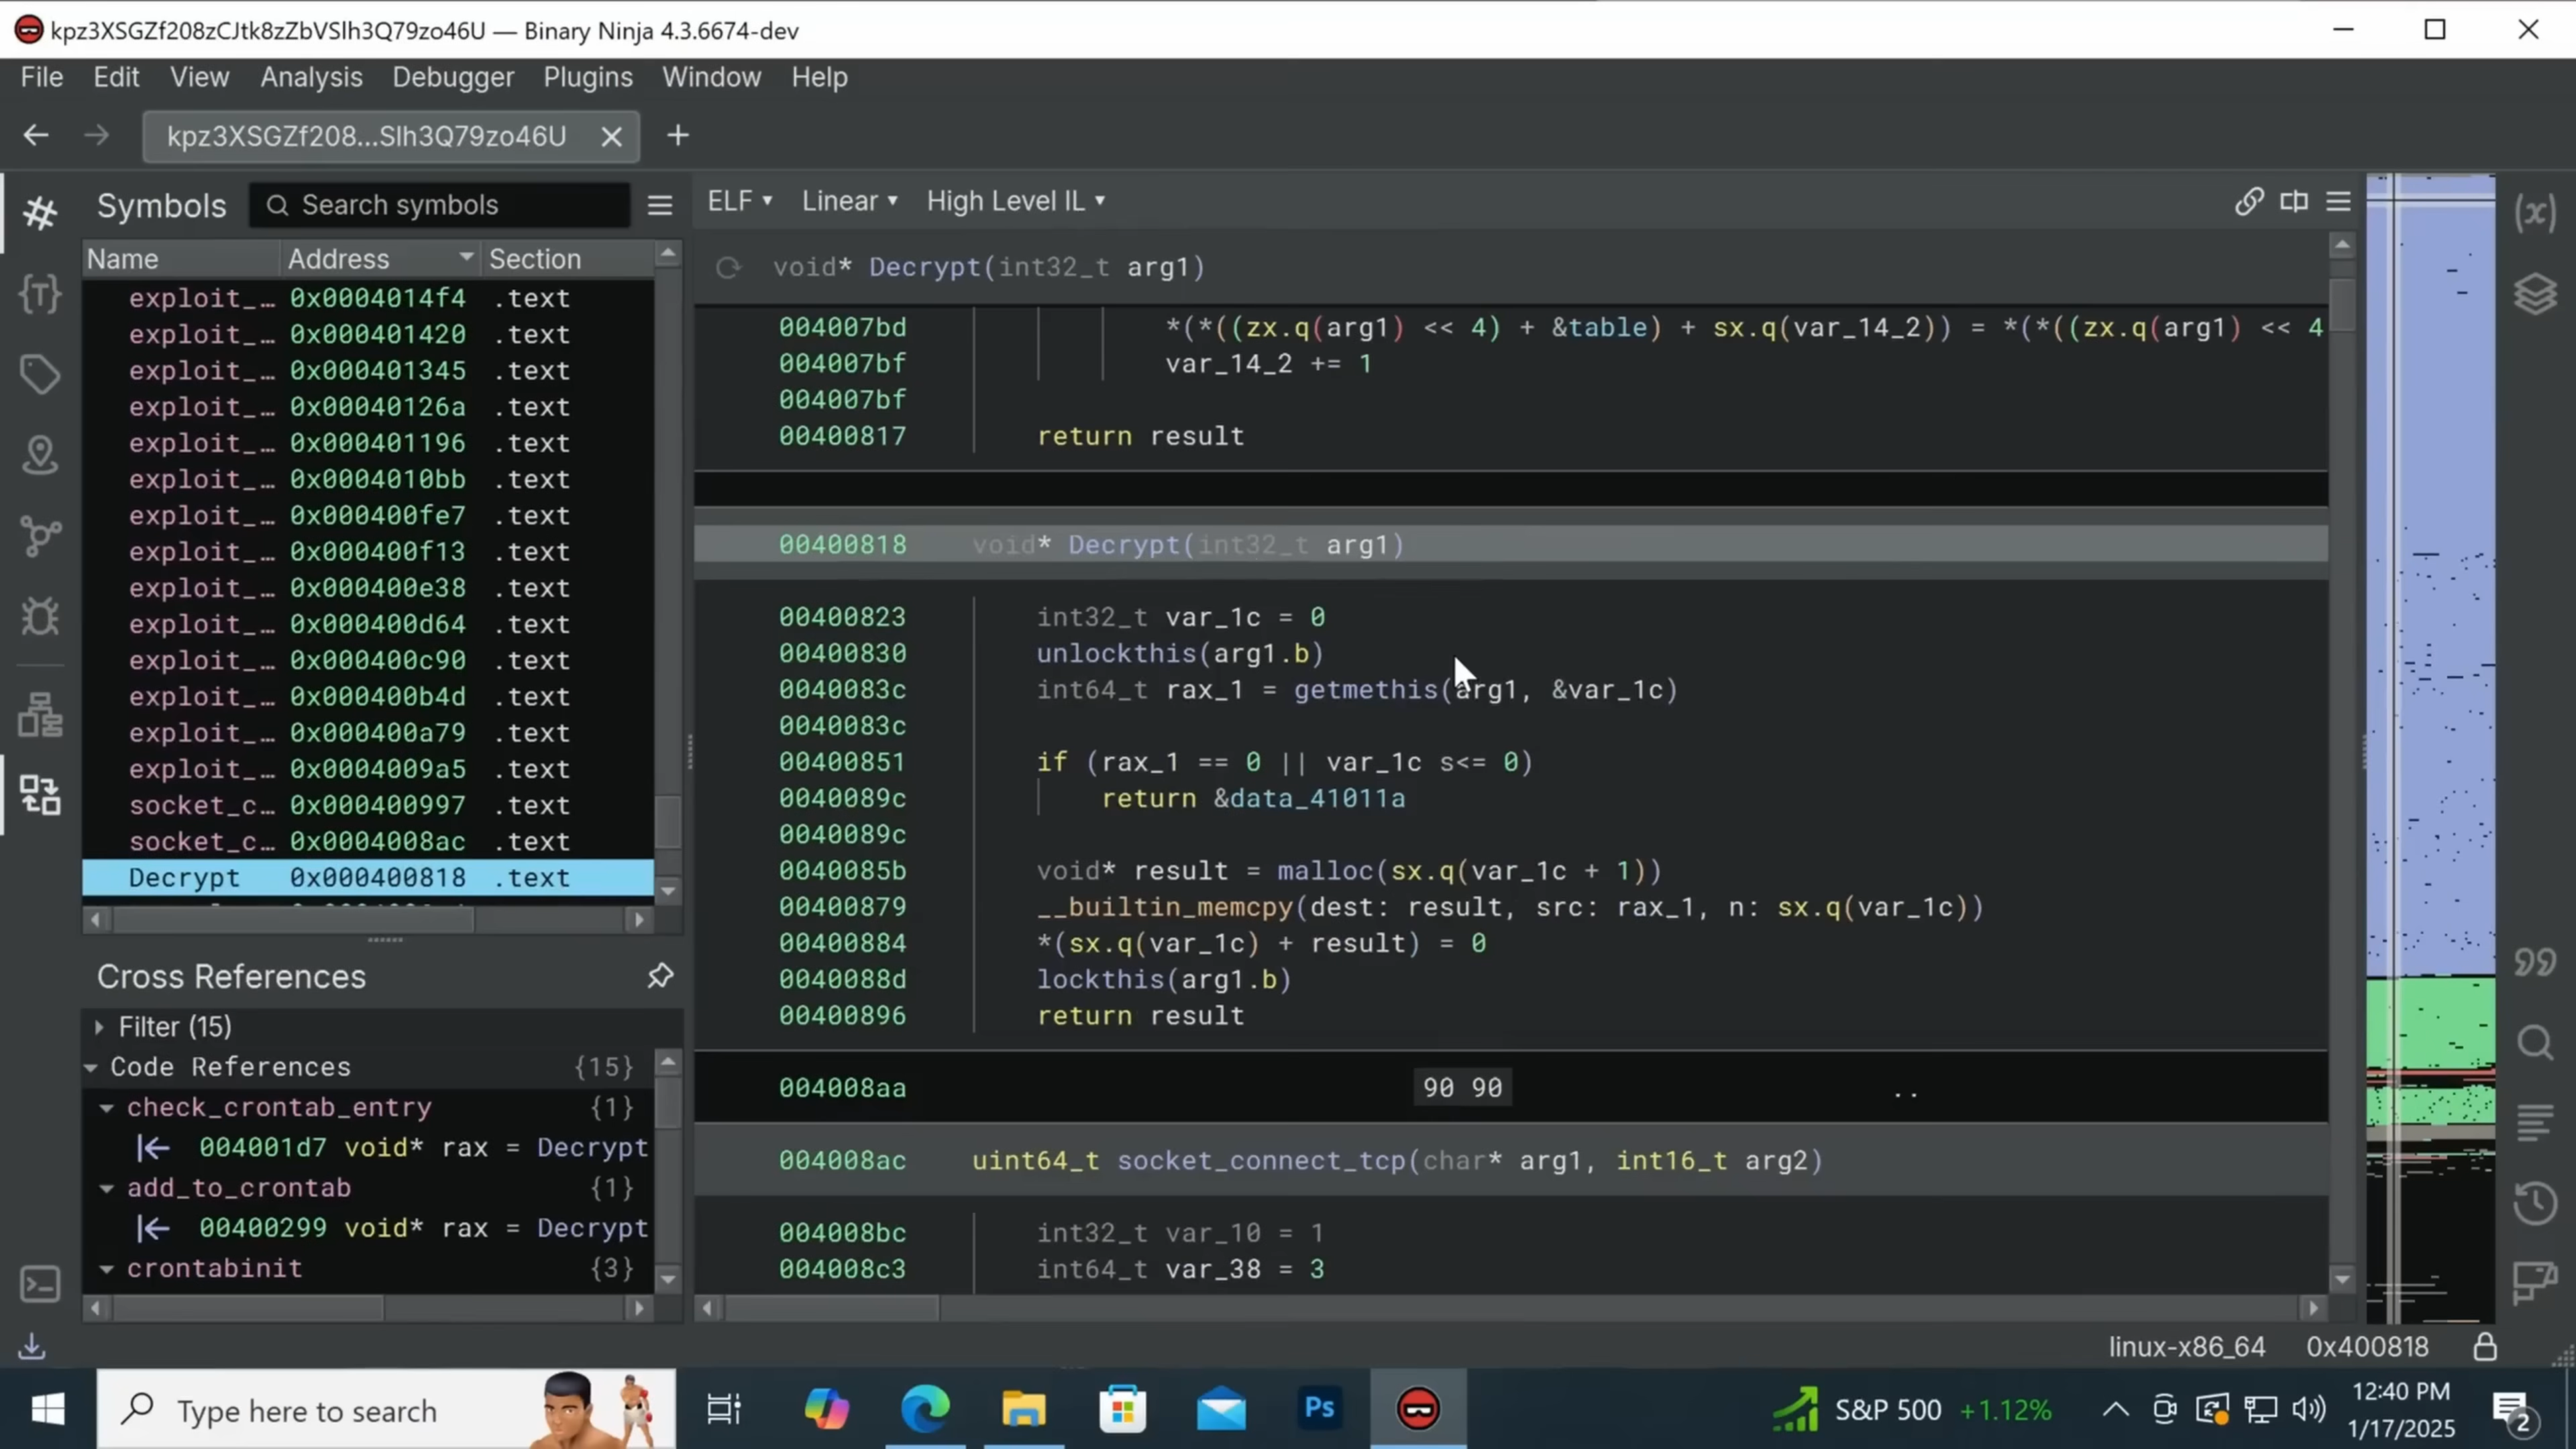 kpz3XSGZf208zCJtk8zZbVSlh3Q79zo46U — Binary Ninja 4.3.6674-dev
File Edit View Analysis Debugger Plugins Window Help
kpz3XSGZf208...Slh3Q79zo46U
Symbols
Search symbols
Name Address Section
exploit_… 0x0004014f4 .text
exploit_… 0x000401420 .text
exploit_… 0x000401345 .text
exploit_… 0x00040126a .text
exploit_… 0x000401196 .text
exploit_… 0x0004010bb .text
exploit_… 0x000400fe7 .text
exploit_… 0x000400f13 .text
exploit_… 0x000400e38 .text
exploit_… 0x000400d64 .text
exploit_… 0x000400c90 .text
exploit_… 0x000400b4d .text
exploit_… 0x000400a79 .text
exploit_… 0x0004009a5 .text
socket_c… 0x000400997 .text
socket_c… 0x0004008ac .text
Decrypt 0x000400818 .text
Cross References
Filter (15)
Code References {15}
check_crontab_entry {1}
004001d7 void* rax = Decrypt
add_to_crontab {1}
00400299 void* rax = Decrypt
crontabinit {3}
ELF Linear High Level IL
void* Decrypt(int32_t arg1)
004007bd *(*((zx.q(arg1) << 4) + &table) + sx.q(var_14_2)) = *(*((zx.q(arg1) << 4
004007bf var_14_2 += 1
004007bf
00400817 return result
00400818 void* Decrypt(int32_t arg1)
00400823 int32_t var_1c = 0
00400830 unlockthis(arg1.b)
0040083c int64_t rax_1 = getmethis(arg1, &var_1c)
0040083c
00400851 if (rax_1 == 0 || var_1c s<= 0)
0040089c return &data_41011a
0040089c
0040085b void* result = malloc(sx.q(var_1c + 1))
00400879 __builtin_memcpy(dest: result, src: rax_1, n: sx.q(var_1c))
00400884 *(sx.q(var_1c) + result) = 0
0040088d lockthis(arg1.b)
00400896 return result
004008aa 90 90 ..
004008ac uint64_t socket_connect_tcp(char* arg1, int16_t arg2)
004008bc int32_t var_10 = 1
004008c3 int64_t var_38 = 3
linux-x86_64 0x400818
Type here to search
Ps
S&P 500 +1.12%
12:40 PM
1/17/2025
2